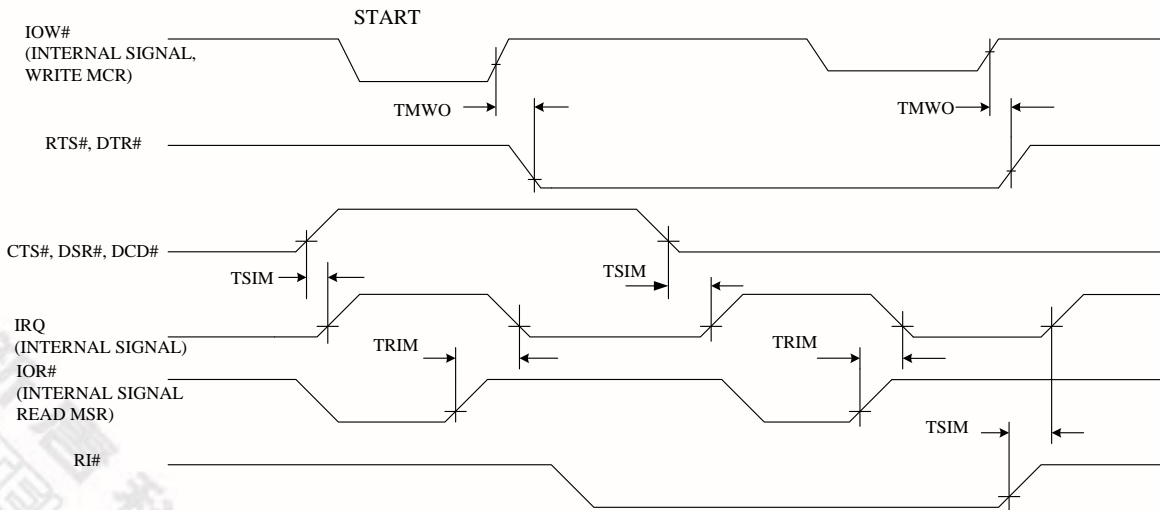 START
IOW#
(INTERNAL SIGNAL,
WRITE MCR)
TMWO
TMWO
RTS#, DTR#
CTS#, DSR#, DCD#
TSIM
TSIM
IRQ
(INTERNAL SIGNAL)
TRIM
TRIM
IOR#
(INTERNAL SIGNAL
READ MSR)
TSIM
RI#